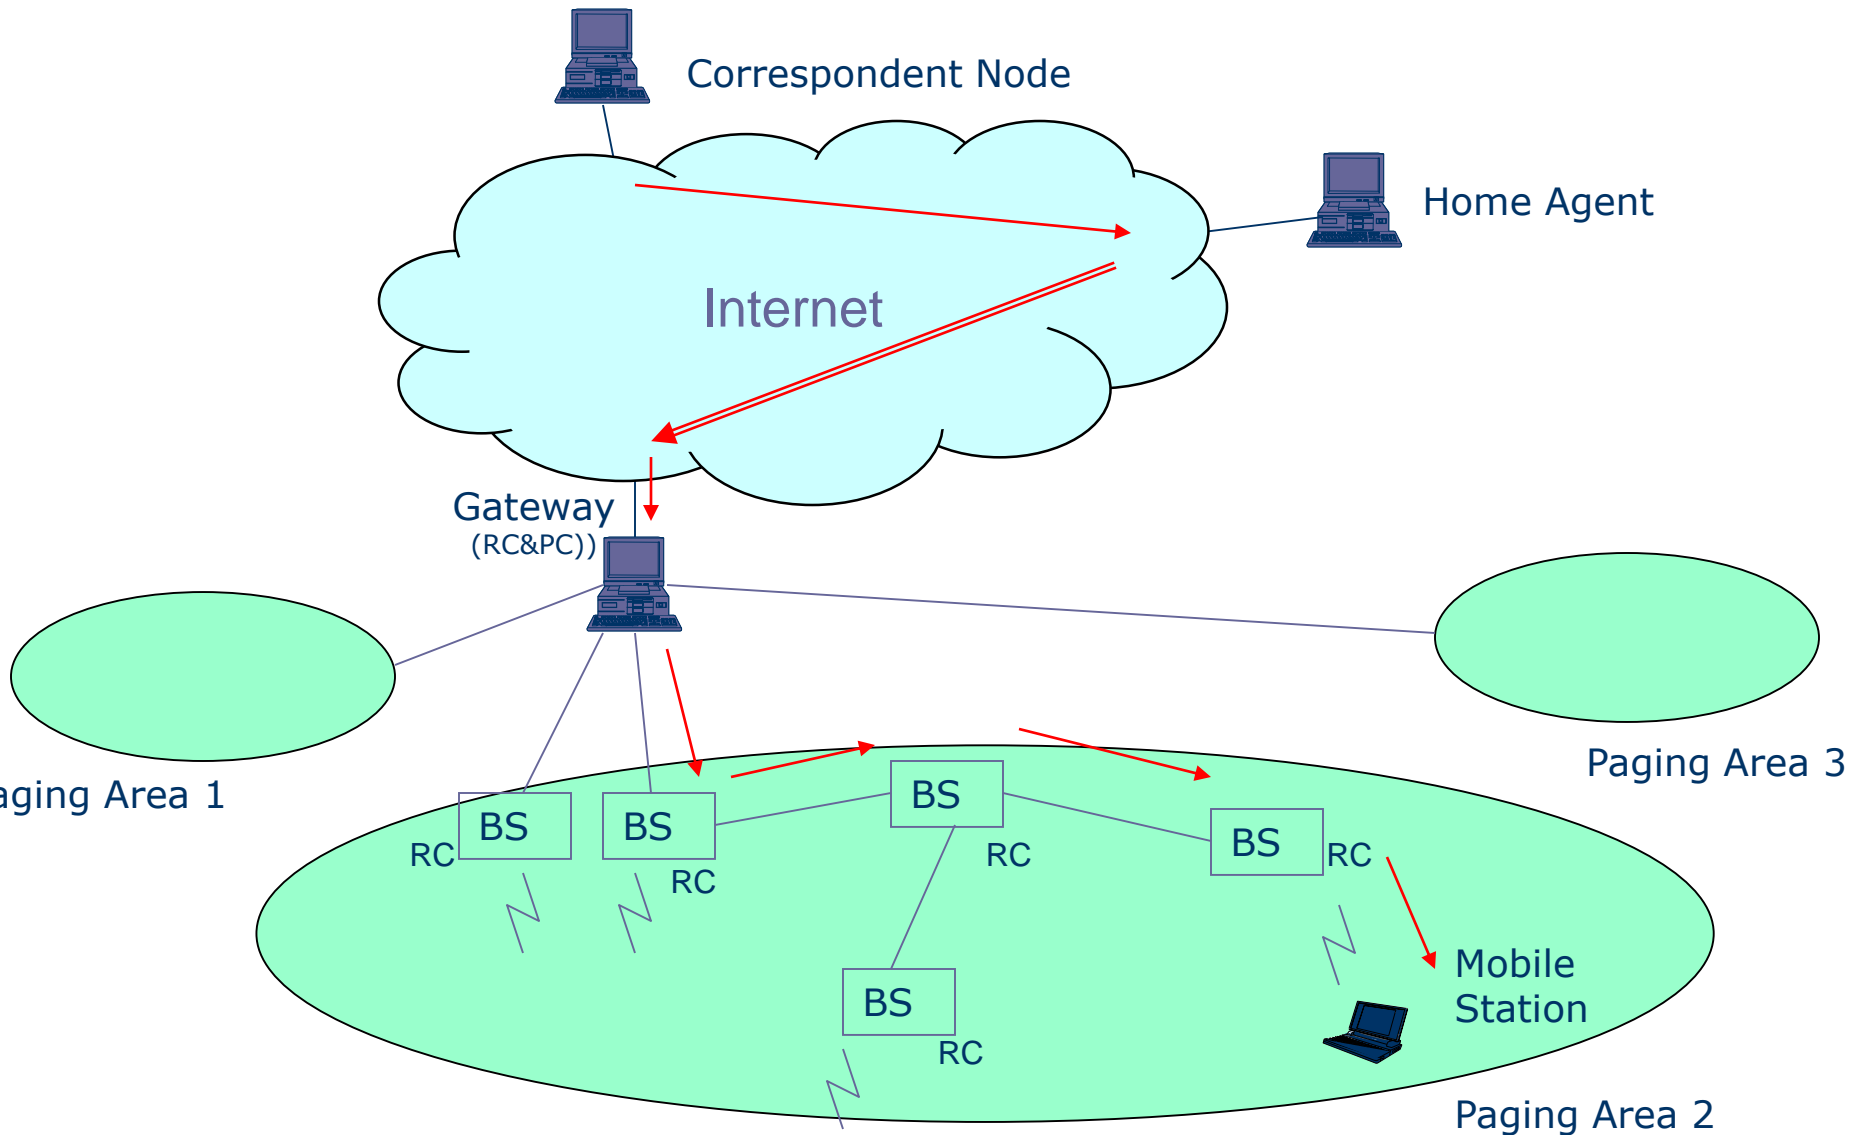 Correspondent Node
Home Agent
Internet
Gateway
(RC&PC))
Paging Area 3
aging Area 1
BS
BS
BS
BS
RC
RC
RC
RC
Mobile
Station
BS
RC
Paging Area 2